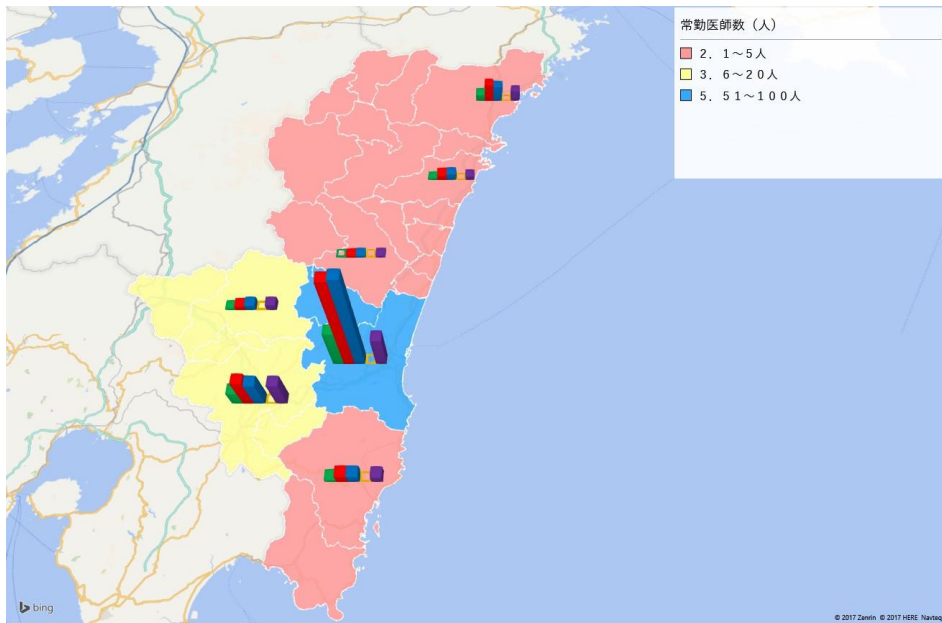 常勤医師数（人）
２．１～５人
３．６～２０人
５．５１～１００人
bing
© 2017 Zenrin © 2017 HERE Navteq